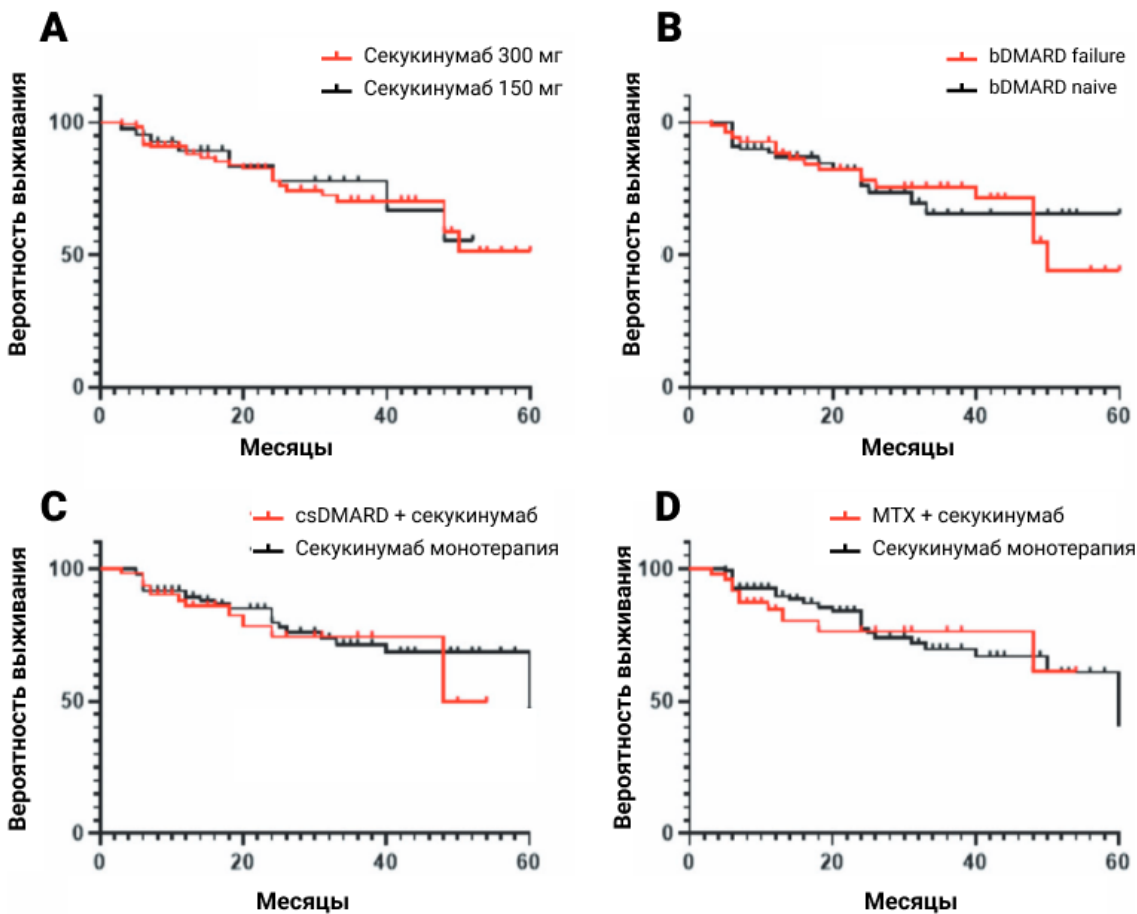 A
Секукинумаб 300 мг
Секукинумаб 150 мг
Вероятность выживания
100
50
0
0 20 40 60
Месяцы
B
bDMARD failure
bDMARD naive
Вероятность выживания
0
0
0
0 20 40 60
Месяцы
C
csDMARD + секукинумаб
Секукинумаб монотерапия
Вероятность выживания
100
50
0
0 20 40 60
Месяцы
D
MTX + секукинумаб
Секукинумаб монотерапия
Вероятность выживания
100
50
0
0 20 40 60
Месяцы